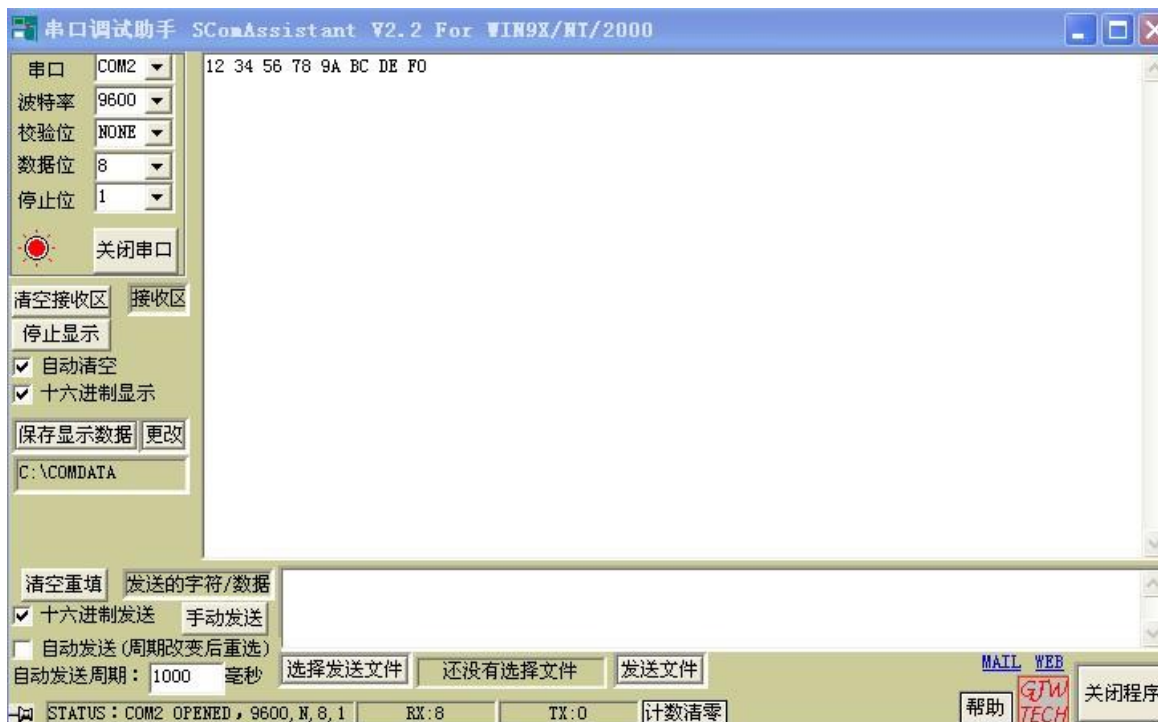 串口调试助手 SComAssistant V2.2 For WIN9X/NT/2000
串口 COM2
波特率 9600
校验位 NONE
数据位 8
停止位 1
关闭串口
12 34 56 78 9A BC DE F0
清空接收区 接收区
停止显示
自动清空
十六进制显示
保存显示数据 更改
C:\COMDATA
清空重填 发送的字符/数据
十六进制发送 手动发送
自动发送(周期改变后重选)
自动发送周期: 1000 毫秒 选择发送文件 还没有选择文件 发送文件
MAIL WEB
STATUS：COM2 OPENED，9600,N,8,1 RX:8 TX:0 计数清零 帮助
GJW
TECH
关闭程序